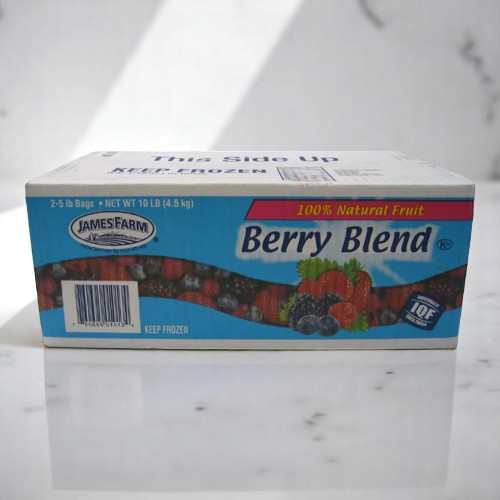 This Side Up
KEEP FROZEN
2-5 lb Bags • NET WT 10 LB (4.5 kg)
100% Natural Fruit
JAMES FARM
®
Berry Blend
K
IQF
KEEP FROZEN